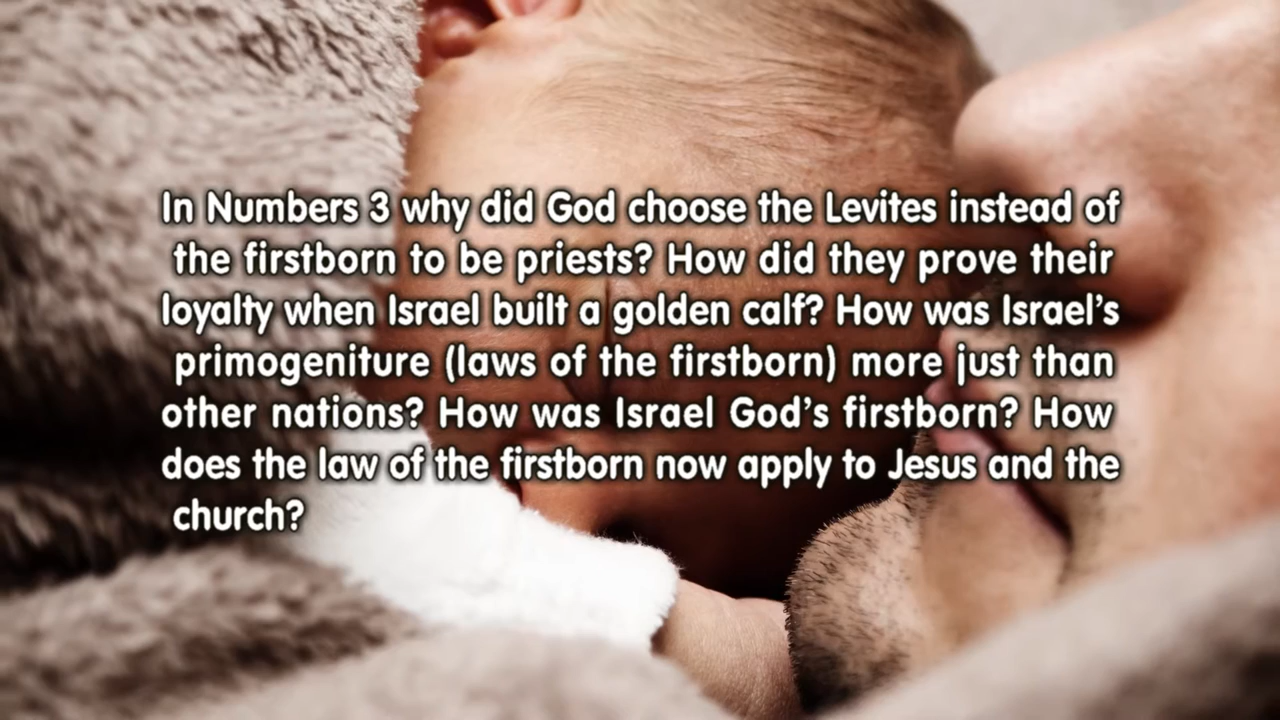 In Numbers 3 why did God choose the Levites instead of
the firstborn to be priests? How did they prove their
loyalty when Israel built a golden calf? How was Israel’s
primogeniture (laws of the firstborn) more just than
other nations? How was Israel God’s firstborn? How
does the law of the firstborn now apply to Jesus and the
church?